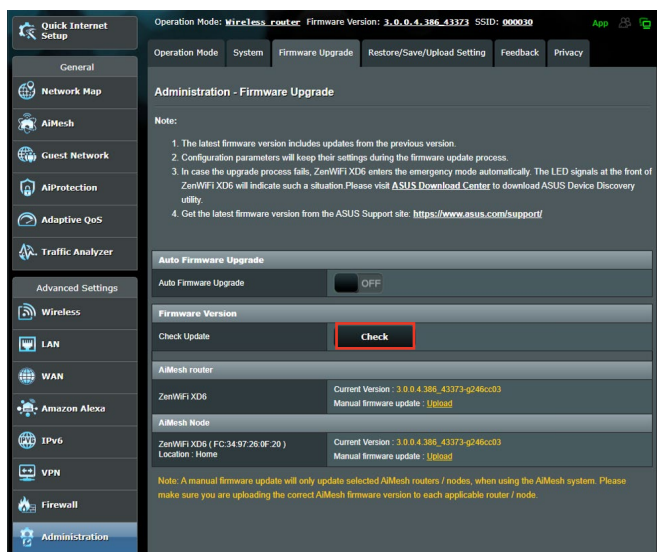 Quick Internet
Setup
Operation Mode: Wireless router Firmware Version: 3.0.0.4.386_43373 SSID: 000030
App
General
Network Map
AiMesh
Guest Network
AiProtection
Adaptive QoS
Traffic Analyzer
Advanced Settings
Wireless
LAN
WAN
Amazon Alexa
IPv6
VPN
Firewall
Administration
Operation Mode
System
Firmware Upgrade
Restore/Save/Upload Setting
Feedback
Privacy
Administration - Firmware Upgrade
Note:
1. The latest firmware version includes updates from the previous version.
2. Configuration parameters will keep their settings during the firmware update process.
3. In case the upgrade process fails, ZenWiFi XD6 enters the emergency mode automatically. The LED signals at the front of
ZenWiFi XD6 will indicate such a situation.Please visit ASUS Download Center to download ASUS Device Discovery
utility.
4. Get the latest firmware version from the ASUS Support site: https://www.asus.com/support/
Auto Firmware Upgrade
Auto Firmware Upgrade
OFF
Firmware Version
Check Update
Check
AiMesh router
ZenWiFi XD6
Current Version : 3.0.0.4.386_43373-g246cc03
Manual firmware update : Upload
AiMesh Node
ZenWiFi XD6 ( FC:34:97:26:0F:20 )
Location : Home
Current Version : 3.0.0.4.386_43373-g246cc03
Manual firmware update : Upload
Note: A manual firmware update will only update selected AiMesh routers / nodes, when using the AiMesh system. Please
make sure you are uploading the correct AiMesh firmware version to each applicable router / node.